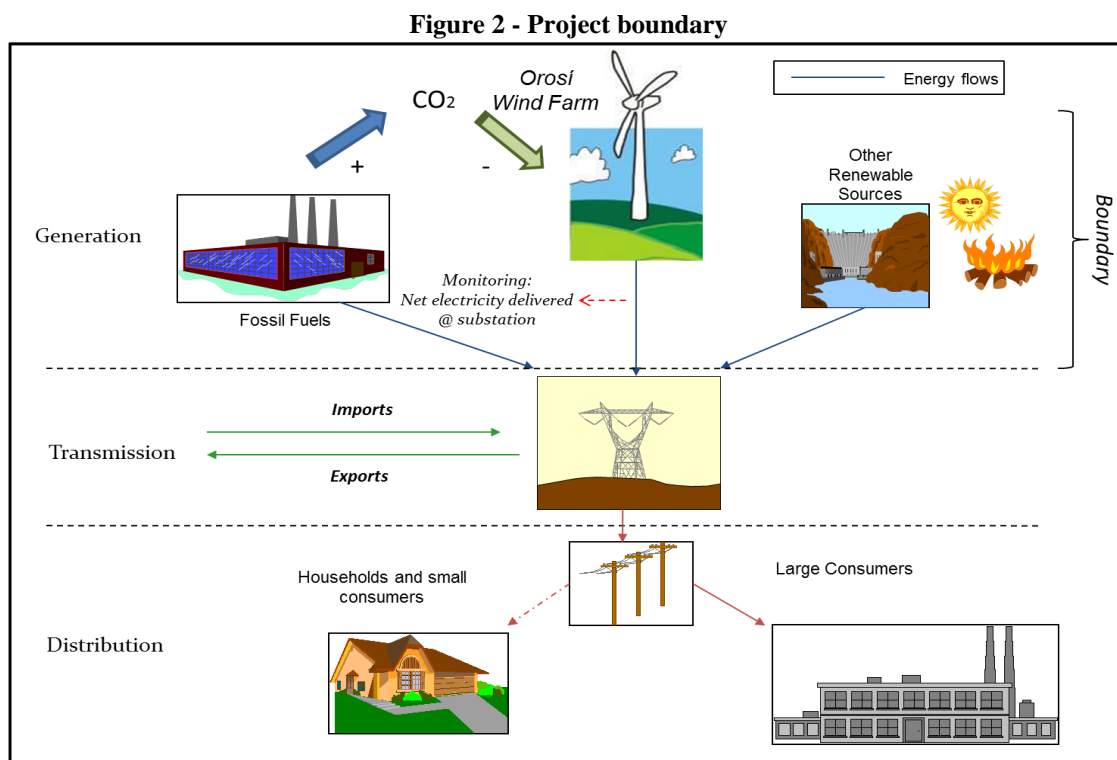 Figure 2 - Project boundary
CO2
Orosí
Wind Farm
Energy flows
+
-
Other
Renewable
Sources
Boundary
Generation
Monitoring:
Net electricity delivered
@ substation
Fossil Fuels
Imports
Transmission
Exports
Households and small
consumers
Large Consumers
Distribution